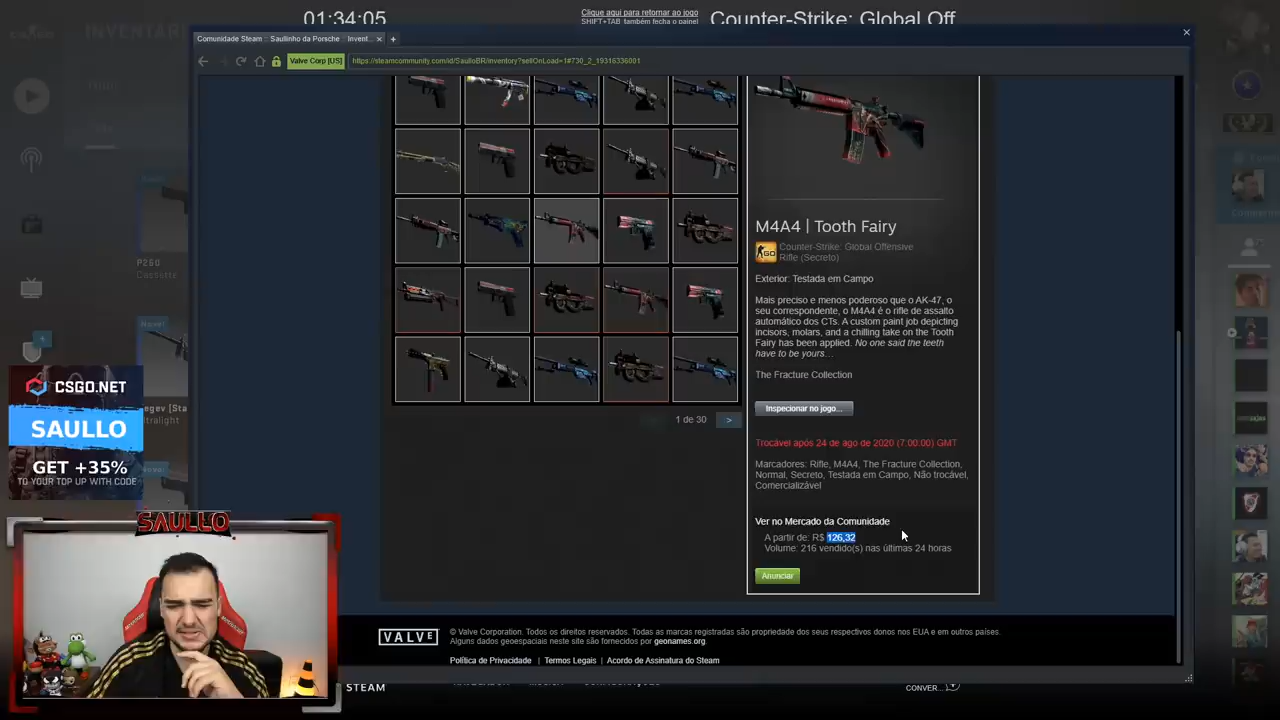 01:34:05
Clique aqui para retornar ao jogo
SHIFT+TAB também fecha o painel
Counter-Strike: Global Off
Comunidade Steam :: Saullinho da Porsche :: Invent...
Valve Corp [US]
https://steamcommunity.com/id/SaulloBR/inventory?sellOnLoad=1#730_2_19316336001
M4A4 | Tooth Fairy
Counter-Strike: Global Offensive
Rifle (Secreto)
Exterior: Testada em Campo
Mais preciso e menos poderoso que o AK-47, o
seu correspondente, o M4A4 é o rifle de assalto
automático dos CTs. A custom paint job depicting
incisors, molars, and a chilling take on the Tooth
Fairy has been applied. No one said the teeth
have to be yours…
The Fracture Collection
Inspecionar no jogo...
Trocável após 24 de ago de 2020 (7:00:00) GMT
Marcadores: Rifle, M4A4, The Fracture Collection,
Normal, Secreto, Testada em Campo, Não trocável,
Comercializável
Ver no Mercado da Comunidade
A partir de: R$ 126,32
Volume: 216 vendido(s) nas últimas 24 horas
Anunciar
1 de 30
>
P250
Cassette
CSGO.NET
SAULLO
GET +35%
TO YOUR TOP UP WITH CODE
SAULLO
VALVE
© Valve Corporation. Todos os direitos reservados. Todas as marcas registradas são propriedade dos seus respectivos donos nos EUA e em outros países.
Alguns dados geoespaciais neste site são fornecidos por geonames.org.
Política de Privacidade | Termos Legais | Acordo de Assinatura do Steam
STEAM
CONVER...